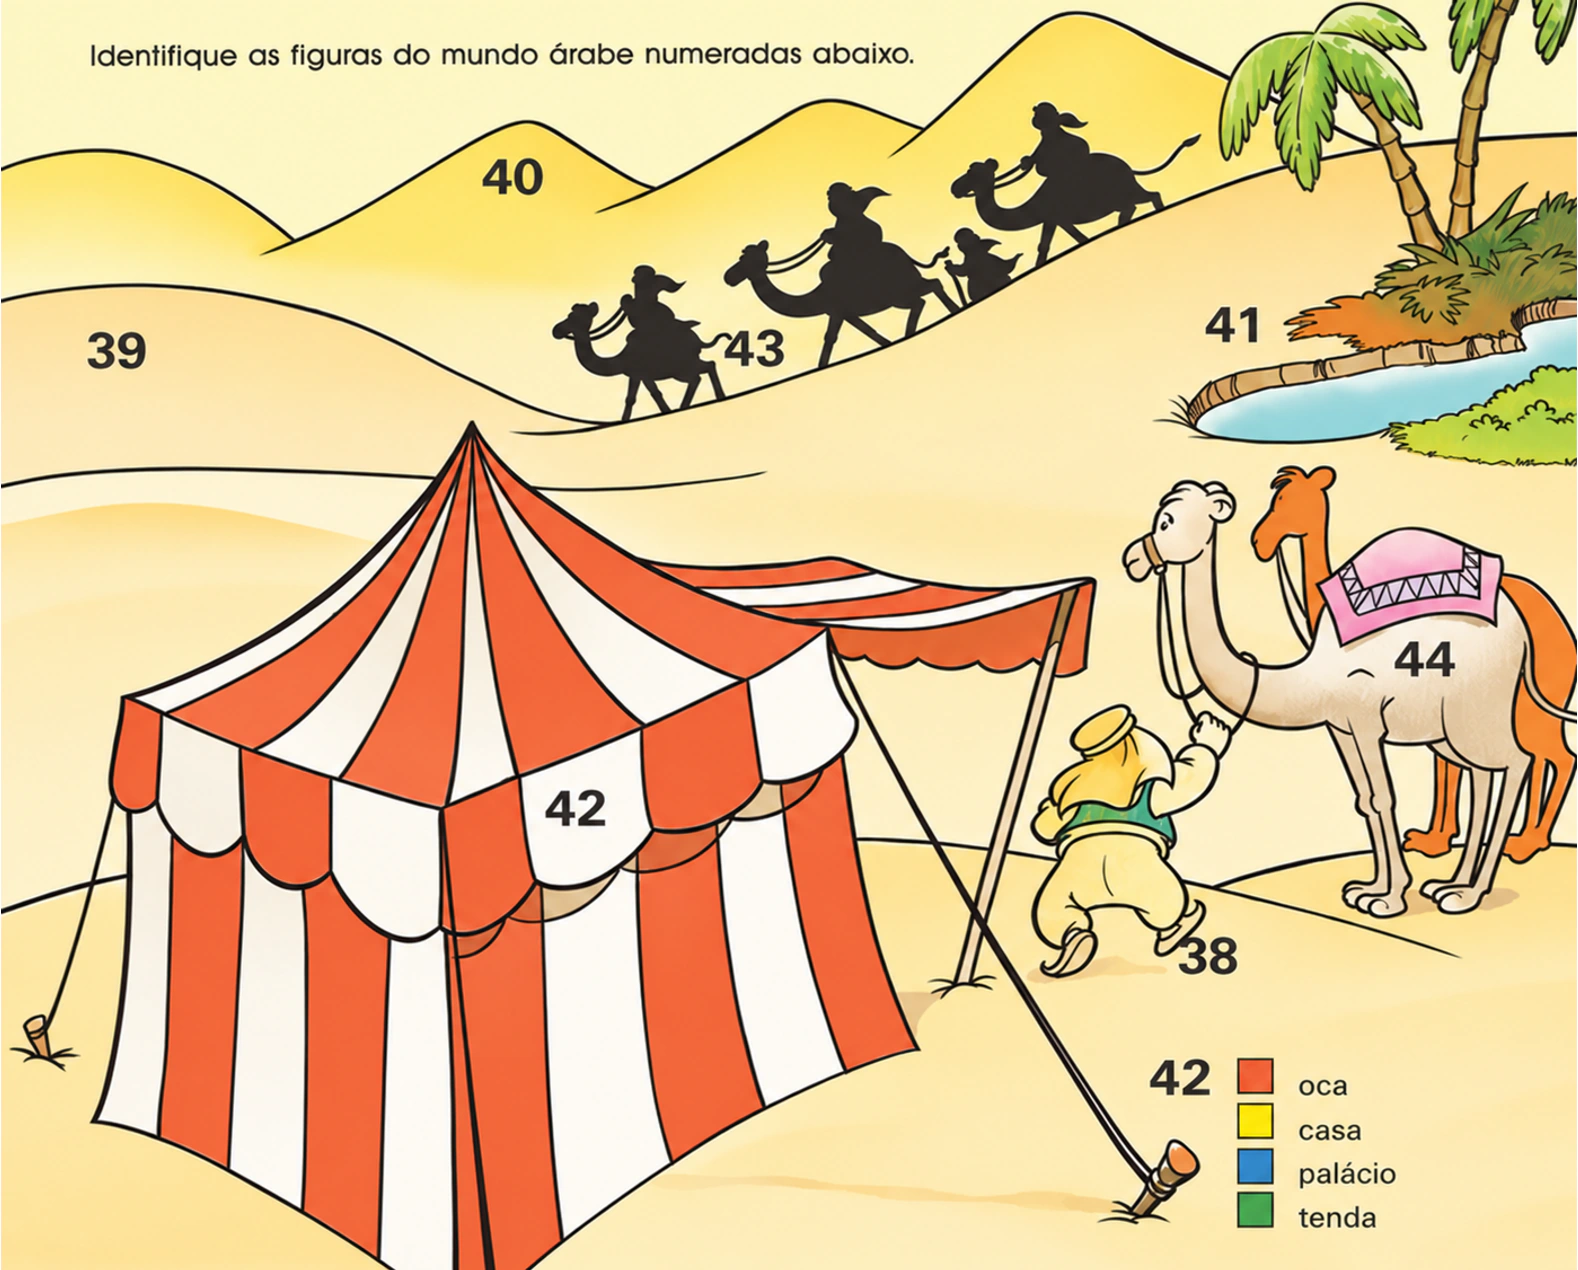 Identifique as figuras do mundo árabe numeradas abaixo.
40
41
39
43
44
42
38
42
oca
casa
palácio
tenda